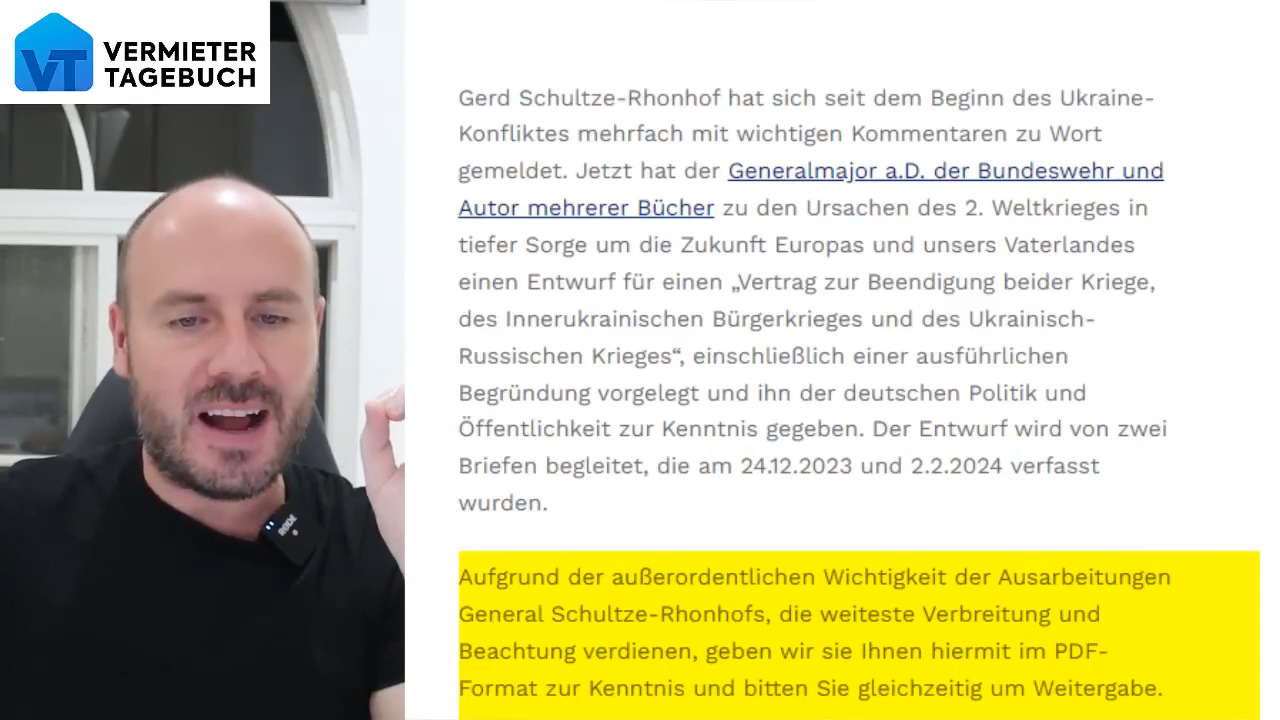 VT VERMIETER
TAGEBUCH
Gerd Schultze-Rhonhof hat sich seit dem Beginn des Ukraine-
Konfliktes mehrfach mit wichtigen Kommentaren zu Wort
gemeldet. Jetzt hat der Generalmajor a.D. der Bundeswehr und
Autor mehrerer Bücher zu den Ursachen des 2. Weltkrieges in
tiefer Sorge um die Zukunft Europas und unsers Vaterlandes
einen Entwurf für einen „Vertrag zur Beendigung beider Kriege,
des Innerukrainischen Bürgerkrieges und des Ukrainisch-
Russischen Krieges“, einschließlich einer ausführlichen
Begründung vorgelegt und ihn der deutschen Politik und
Öffentlichkeit zur Kenntnis gegeben. Der Entwurf wird von zwei
Briefen begleitet, die am 24.12.2023 und 2.2.2024 verfasst
wurden.
Aufgrund der außerordentlichen Wichtigkeit der Ausarbeitungen
General Schultze-Rhonhofs, die weiteste Verbreitung und
Beachtung verdienen, geben wir sie Ihnen hiermit im PDF-
Format zur Kenntnis und bitten Sie gleichzeitig um Weitergabe.
RØDE